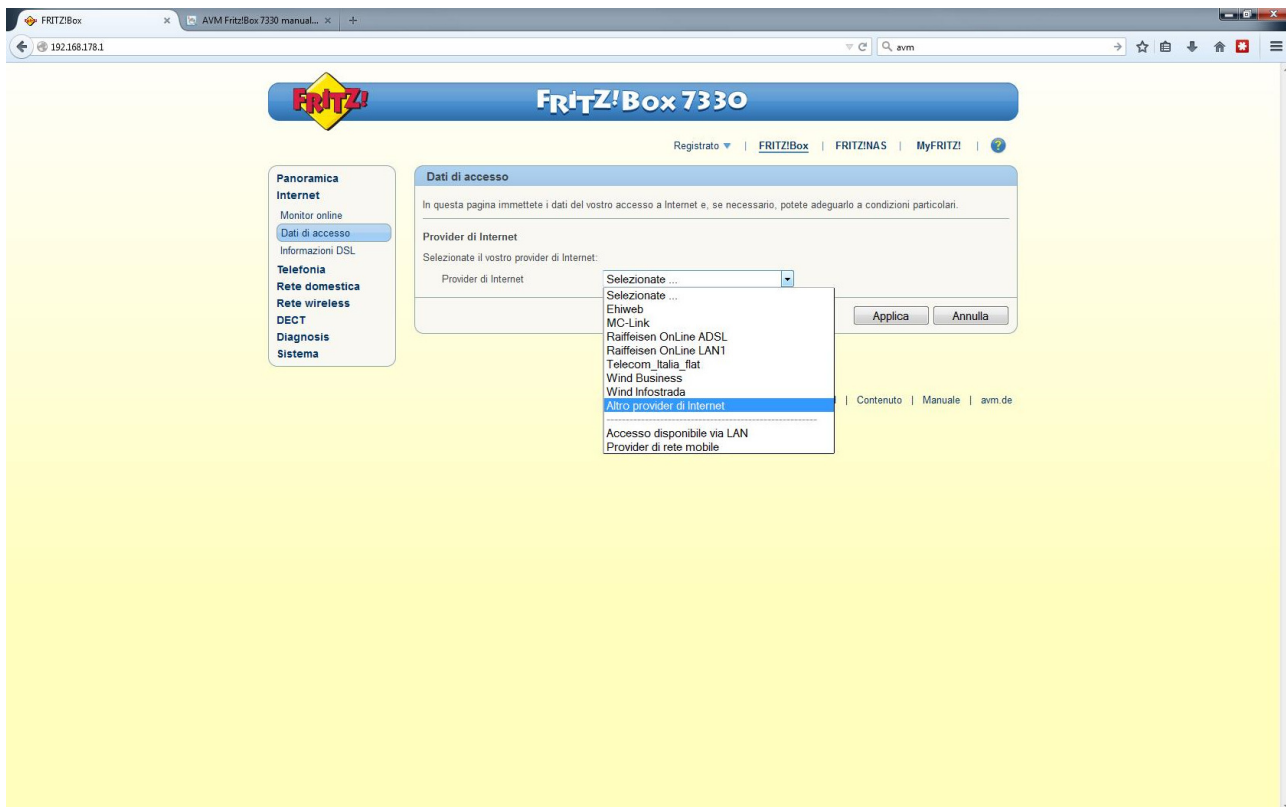 FRITZ!Box
AVM Fritz!Box 7330 manual...
192.168.178.1
avm
FRITZ!
FRITZ!Box 7330
Registrato | FRITZ!Box | FRITZ!NAS | MyFRITZ! | ?
Panoramica
Internet
Monitor online
Dati di accesso
Informazioni DSL
Telefonia
Rete domestica
Rete wireless
DECT
Diagnosis
Sistema
Dati di accesso
In questa pagina immettete i dati del vostro accesso a Internet e, se necessario, potete adeguarlo a condizioni particolari.
Provider di Internet
Selezionate il vostro provider di Internet:
Provider di Internet
Selezionate ...
Selezionate ...
Ehiweb
MC-Link
Raiffeisen OnLine ADSL
Raiffeisen OnLine LAN1
Telecom_Italia_flat
Wind Business
Wind Infostrada
Altro provider di Internet
Accesso disponibile via LAN
Provider di rete mobile
Applica
Annulla
| Contenuto | Manuale | avm.de